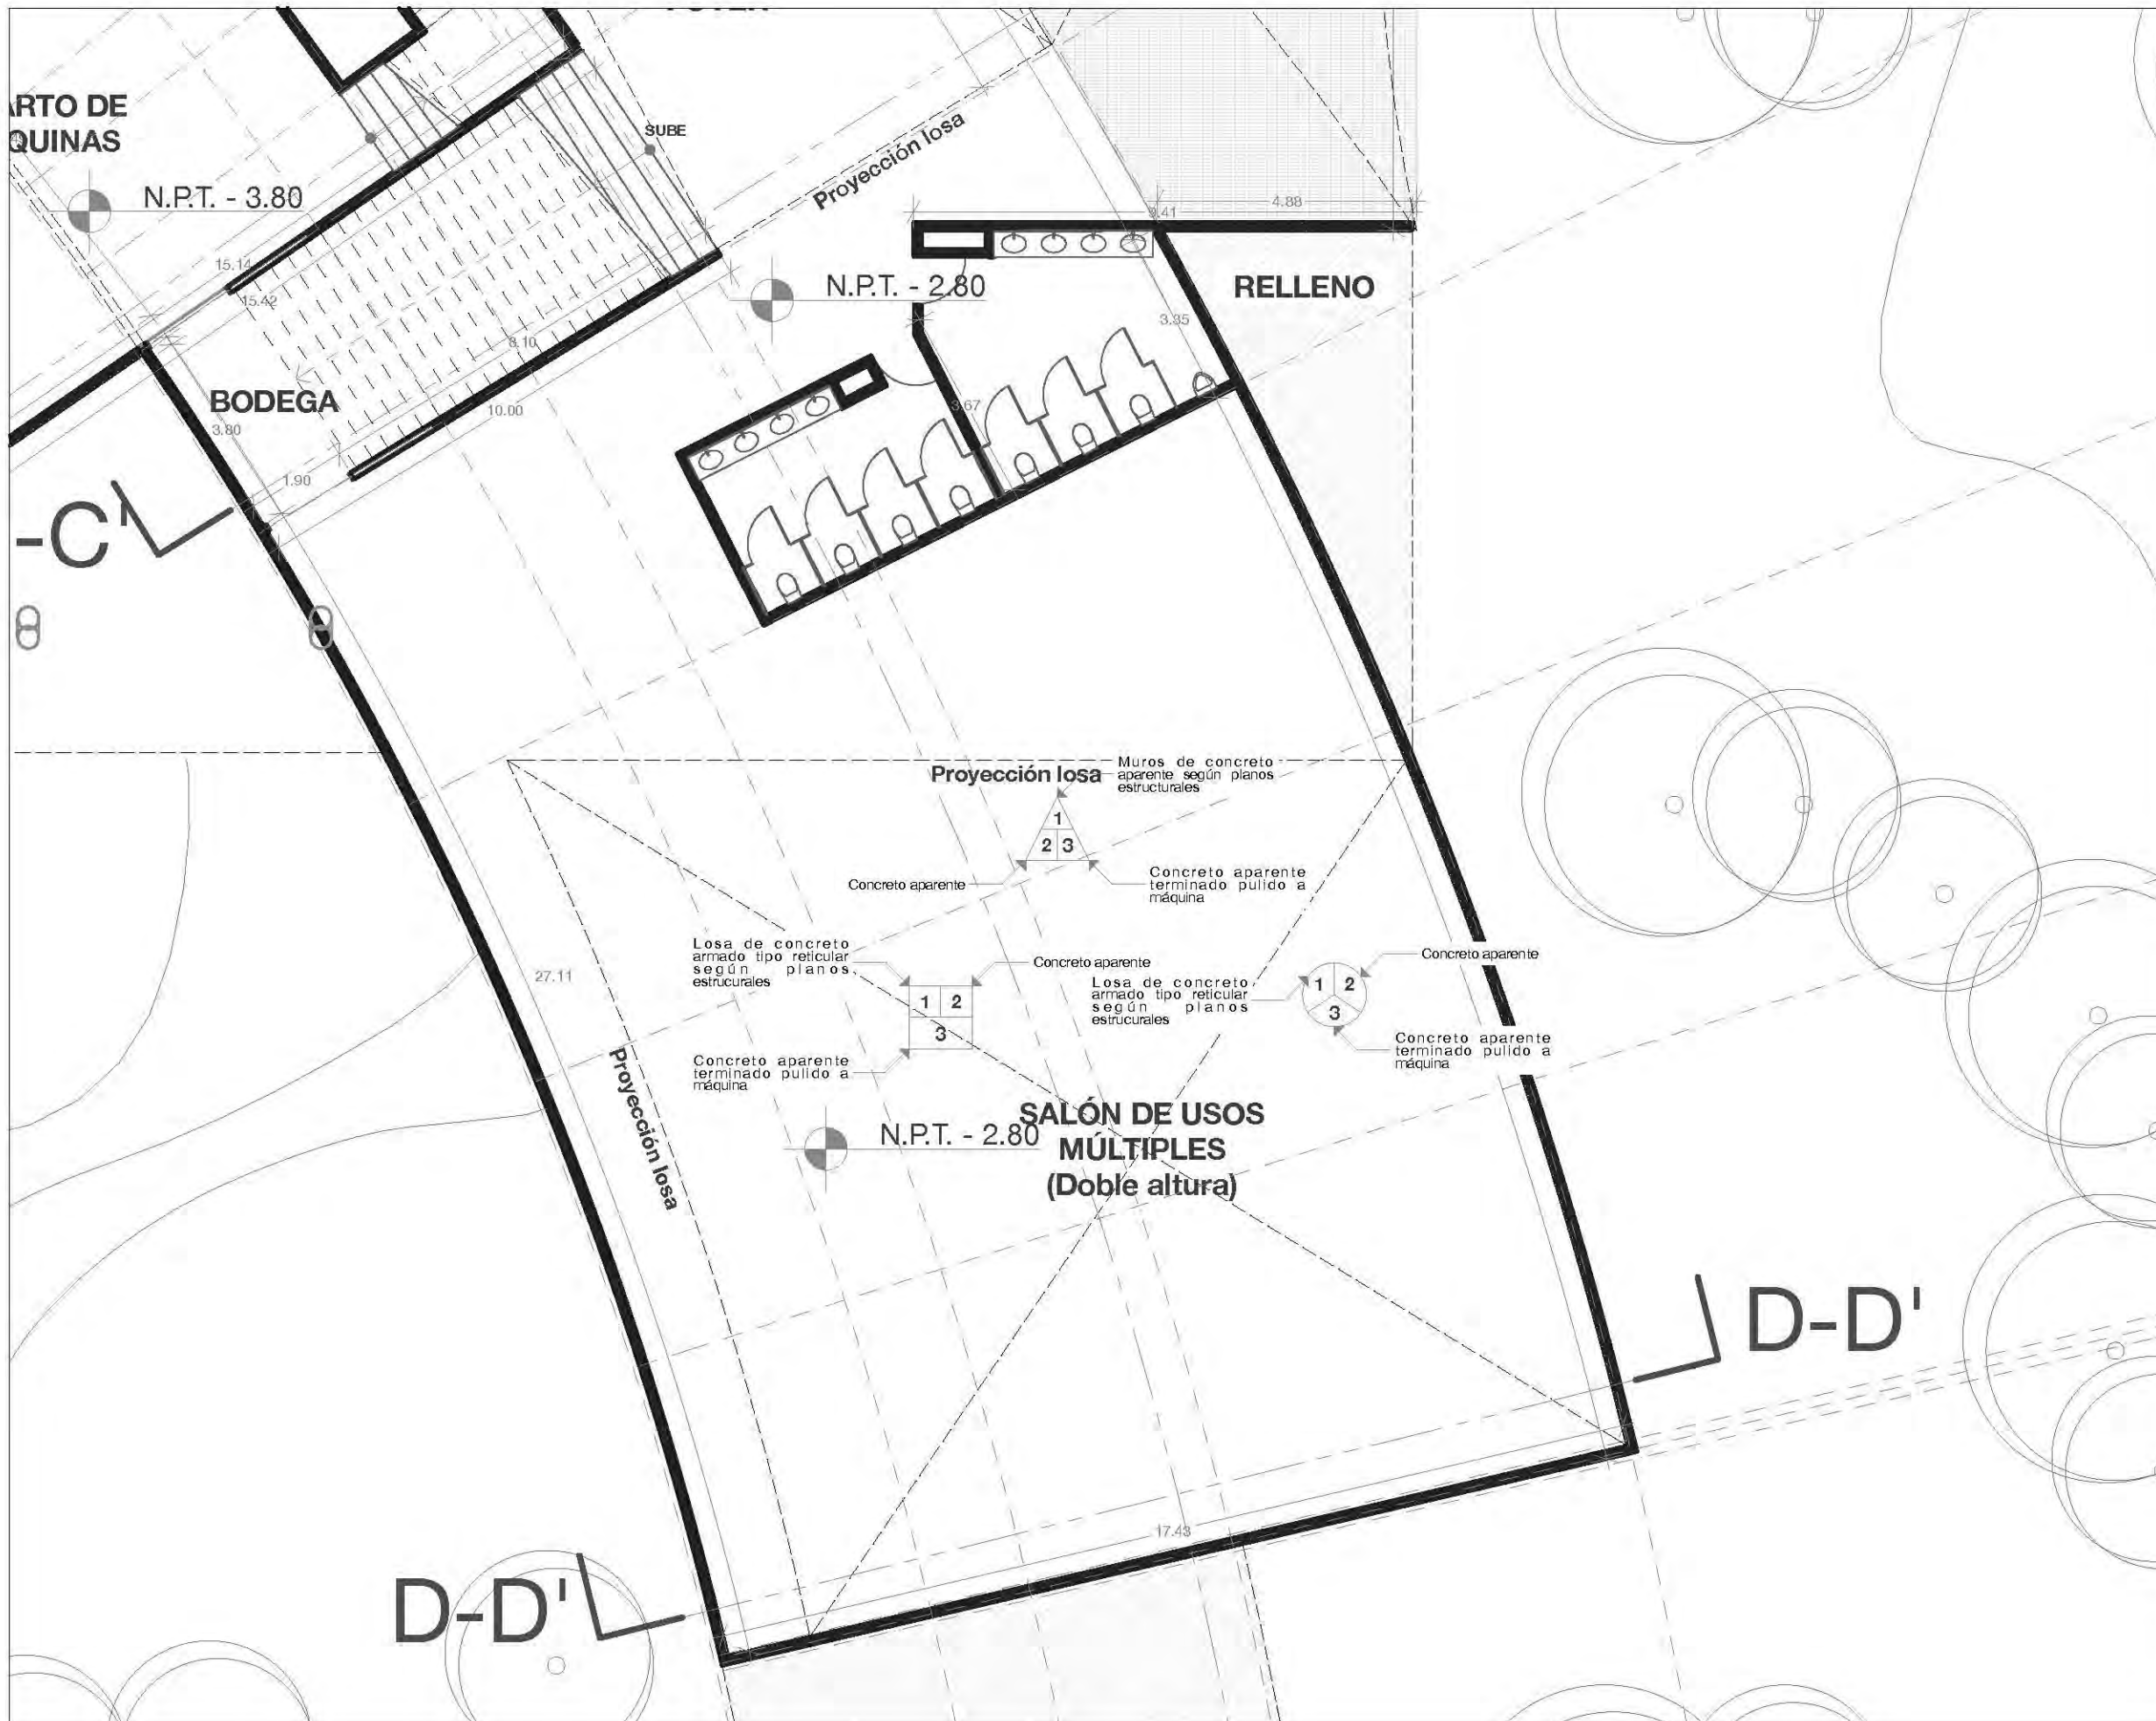 ARTO DE
QUINAS
N.P.T. - 3.80
SUBE
Proyección losa
15.14
15.42
8.10
10.00
BODEGA
3.80
1.90
-C'
N.P.T. - 2.80
9.41
4.88
RELLENO
3.35
3.67
Proyección losa
Muros de concreto
aparente según planos
estructurales
1
2 3
Concreto aparente
Concreto aparente
terminado pulido a
máquina
Losa de concreto
armado tipo reticular
según planos
estrucurales
Concreto aparente
1 2
3
Concreto aparente
terminado pulido a
máquina
Losa de concreto
armado tipo reticular
según planos
estrucurales
Concreto aparente
1 2
3
Concreto aparente
terminado pulido a
máquina
27.11
Proyección losa
N.P.T. - 2.80
SALÓN DE USOS
MÚLTIPLES
(Doble altura)
D-D'
17.43
D-D'